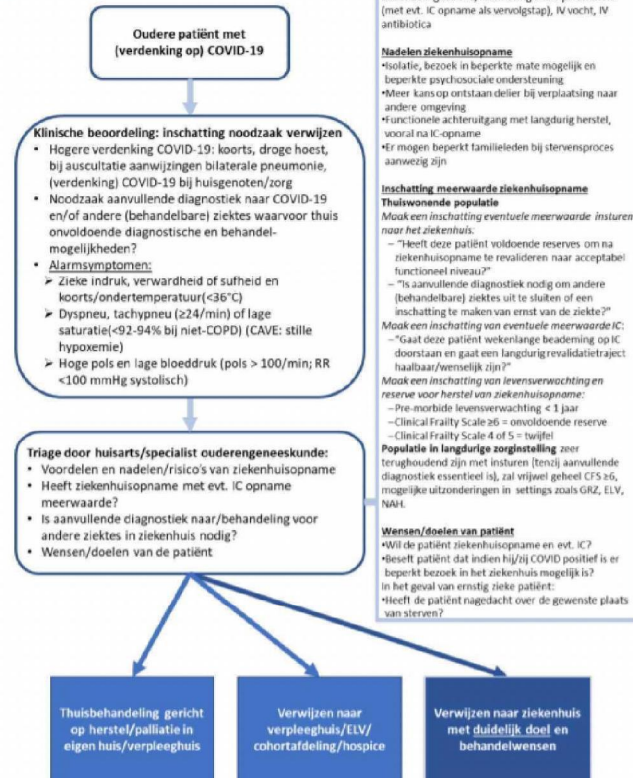 Oudere patiënt met
(verdenking op) COVID-19
Klinische beoordeling: inschatting noodzaak verwijzen
• Hogere verdenking COVID-19: koorts, droge hoest,
bij auscultatie aanwijzingen bilaterale pneumonie,
(verdenking) COVID-19 bij huisgenoten/zorg
• Noodzaak aanvullende diagnostiek naar COVID-19
en/of andere (behandelbare) ziektes waarvoor thuis
onvoldoende diagnostische en behandel-
mogelijkheden?
• Alarmsymptomen:
➢ Zieke indruk, verwardheid of sufheid en
koorts/ondertemperatuur(<36°C)
➢ Dyspneu, tachypneu (≥24/min) of lage
saturatie(<92-94% bij niet-COPD) (CAVE: stille
hypoxemie)
➢ Hoge pols en lage bloeddruk (pols > 100/min; RR
<100 mmHg systolisch)
Triage door huisarts/specialist ouderengeneeskunde:
• Voordelen en nadelen/risico's van ziekenhuisopname
• Heeft ziekenhuisopname met evt. IC opname
meerwaarde?
• Is aanvullende diagnostiek naar/behandeling voor
andere ziektes in ziekenhuis nodig?
• Wensen/doelen van de patiënt
(met evt. IC opname als vervolgstap), IV vocht, IV
antibiotica
Nadelen ziekenhuisopname
•Isolatie, bezoek in beperkte mate mogelijk en
beperkte psychosociale ondersteuning
•Meer kans op ontstaan delier bij verplaatsing naar
andere omgeving
•Functionele achteruitgang met langdurig herstel,
vooral na IC-opname
•Er mogen beperkt familieleden bij stervensproces
aanwezig zijn
Inschatting meerwaarde ziekenhuisopname
Thuiswonende populatie
Maak een inschatting eventuele meerwaarde insturen
naar het ziekenhuis:
– "Heeft deze patiënt voldoende reserves om na
ziekenhuisopname te revalideren naar acceptabel
functioneel niveau?"
– "Is aanvullende diagnostiek nodig om andere
(behandelbare) ziektes uit te sluiten of een
inschatting te maken van ernst van de ziekte?"
Maak een inschatting van eventuele meerwaarde IC:
–"Gaat deze patiënt wekenlange beademing op IC
doorstaan en gaat een langdurig revalidatietraject
haalbaar/wenselijk zijn?"
Maak een inschatting van levensverwachting en
reserve voor herstel van ziekenhuisopname:
–Pre-morbide levensverwachting < 1 jaar
–Clinical Frailty Scale ≥6 = onvoldoende reserve
–Clinical Frailty Scale 4 of 5 = twijfel
Populatie in langdurige zorginstelling zeer
terughoudend zijn met insturen (tenzij aanvullende
diagnostiek essentieel is), zal vrijwel geheel CFS ≥6,
mogelijke uitzonderingen in settings zoals GRZ, ELV,
NAH.
Wensen/doelen van patiënt
•Wil de patiënt ziekenhuisopname en evt. IC?
•Beseft patiënt dat indien hij/zij COVID positief is er
beperkt bezoek in het ziekenhuis mogelijk is?
In het geval van ernstig zieke patiënt:
•Heeft de patiënt nagedacht over de gewenste plaats
van sterven?
Thuisbehandeling gericht
op herstel/palliatie in
eigen huis/verpleeghuis
Verwijzen naar
verpleeghuis/ELV/
cohortafdeling/hospice
Verwijzen naar ziekenhuis
met duidelijk doel en
behandelwensen